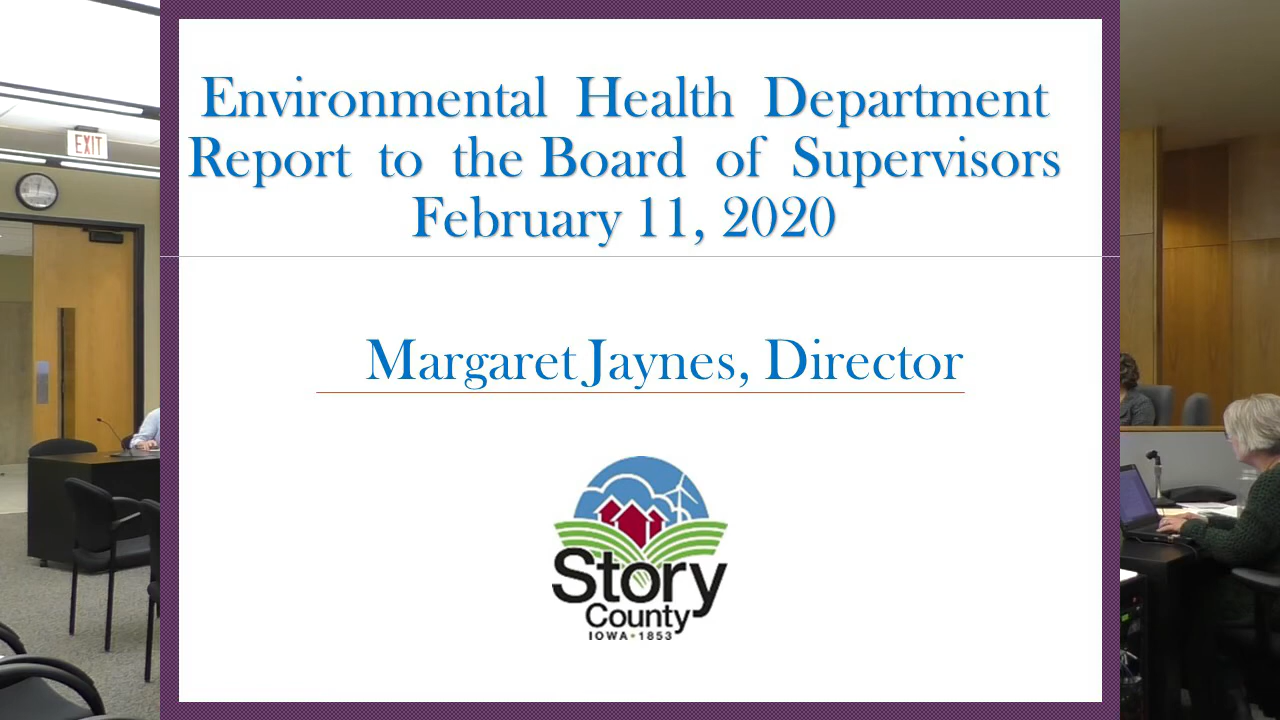 EXIT
Environmental Health Department
Report to the Board of Supervisors
February 11, 2020
Margaret Jaynes, Director
Story
County
IOWA 1853